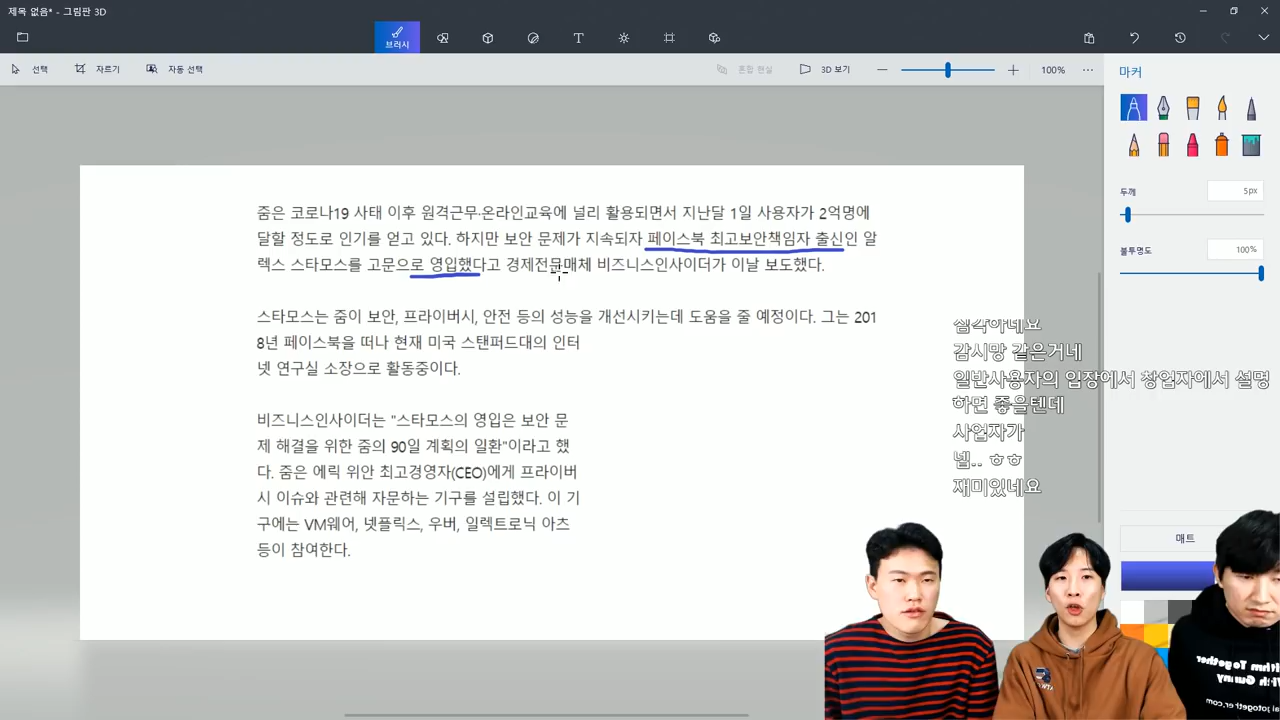 제목 없음* - 그림판 3D
브러시
선택
자르기
자동 선택
혼합 현실
3D 보기
100%
마커
두께
5px
불투명도
100%
매트
줌은 코로나19 사태 이후 원격근무·온라인교육에 널리 활용되면서 지난달 1일 사용자가 2억명에
달할 정도로 인기를 얻고 있다. 하지만 보안 문제가 지속되자 페이스북 최고보안책임자 출신인 알
렉스 스타모스를 고문으로 영입했다고 경제전문매체 비즈니스인사이더가 이날 보도했다.
스타모스는 줌이 보안, 프라이버시, 안전 등의 성능을 개선시키는데 도움을 줄 예정이다. 그는 201
8년 페이스북을 떠나 현재 미국 스탠퍼드대의 인터
넷 연구실 소장으로 활동중이다.
비즈니스인사이더는 "스타모스의 영입은 보안 문
제 해결을 위한 줌의 90일 계획의 일환"이라고 했
다. 줌은 에릭 위안 최고경영자(CEO)에게 프라이버
시 이슈와 관련해 자문하는 기구를 설립했다. 이 기
구에는 VM웨어, 넷플릭스, 우버, 일렉트로닉 아츠
등이 참여한다.
심각하네요
감시망 같은거네
일반사용자의 입장에서 창업자에서 설명
하면 좋을텐데
사업자가
넵.. ㅎㅎ
재미있네요